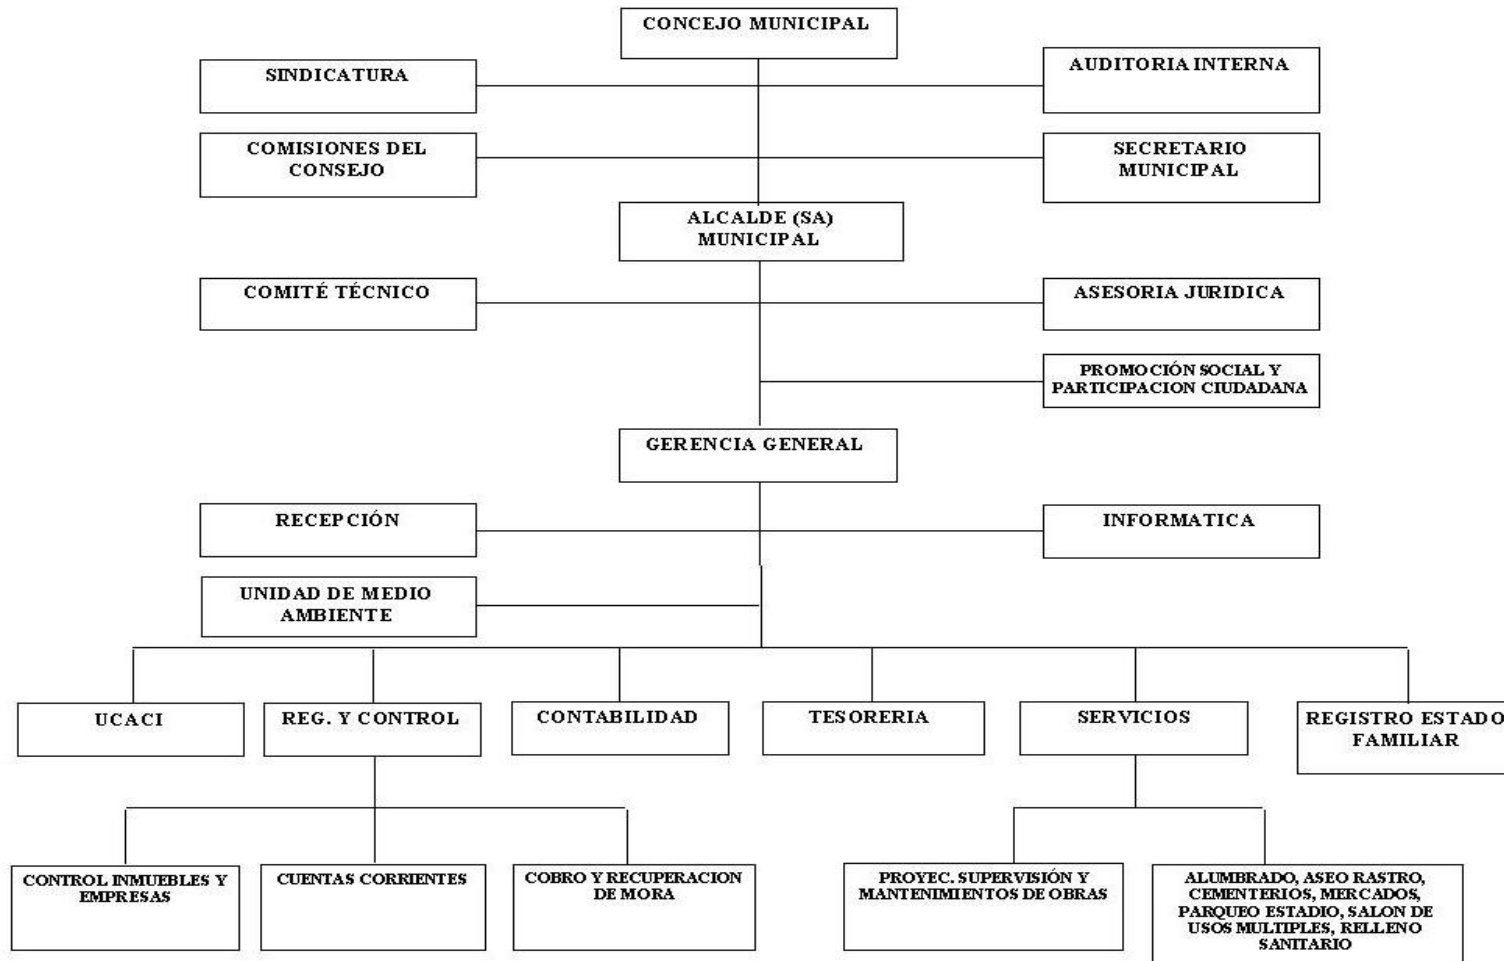 CONCEJO MUNICIPAL
SINDICATURA
AUDITORIA INTERNA
COMISIONES DEL
CONSEJO
SECRETARIO
MUNICIPAL
ALCALDE (SA)
MUNICIPAL
COMITÉ TÉCNICO
ASESORIA JURIDICA
PROMOCIÓN SOCIAL Y
PARTICIPACION CIUDADANA
GERENCIA GENERAL
RECEPCIÓN
INFORMATICA
UNIDAD DE MEDIO
AMBIENTE
UCACI
REG. Y CONTROL
CONTABILIDAD
TESORERIA
SERVICIOS
REGISTRO ESTADO
FAMILIAR
CONTROL INMUEBLES Y
EMPRESAS
CUENTAS CORRIENTES
COBRO Y RECUPERACION
DE MORA
PROYEC. SUPERVISIÓN Y
MANTENIMIENTOS DE OBRAS
ALUMBRADO, ASEO RASTRO,
CEMENTERIOS, MERCADOS,
PARQUEO ESTADIO, SALON DE
USOS MULTIPLES, RELLENO
SANITARIO